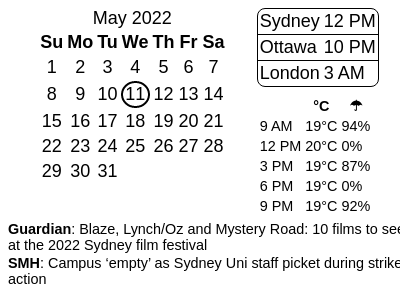 May 2022
Su Mo Tu We Th Fr Sa
1 2 3 4 5 6 7
8 9 10 11 12 13 14
15 16 17 18 19 20 21
22 23 24 25 26 27 28
29 30 31
Sydney 12 PM
Ottawa 10 PM
London 3 AM
°C ☂
9 AM 19°C 94%
12 PM 20°C 0%
3 PM 19°C 87%
6 PM 19°C 0%
9 PM 19°C 92%
Guardian: Blaze, Lynch/Oz and Mystery Road: 10 films to see
at the 2022 Sydney film festival
SMH: Campus ‘empty’ as Sydney Uni staff picket during strike
action